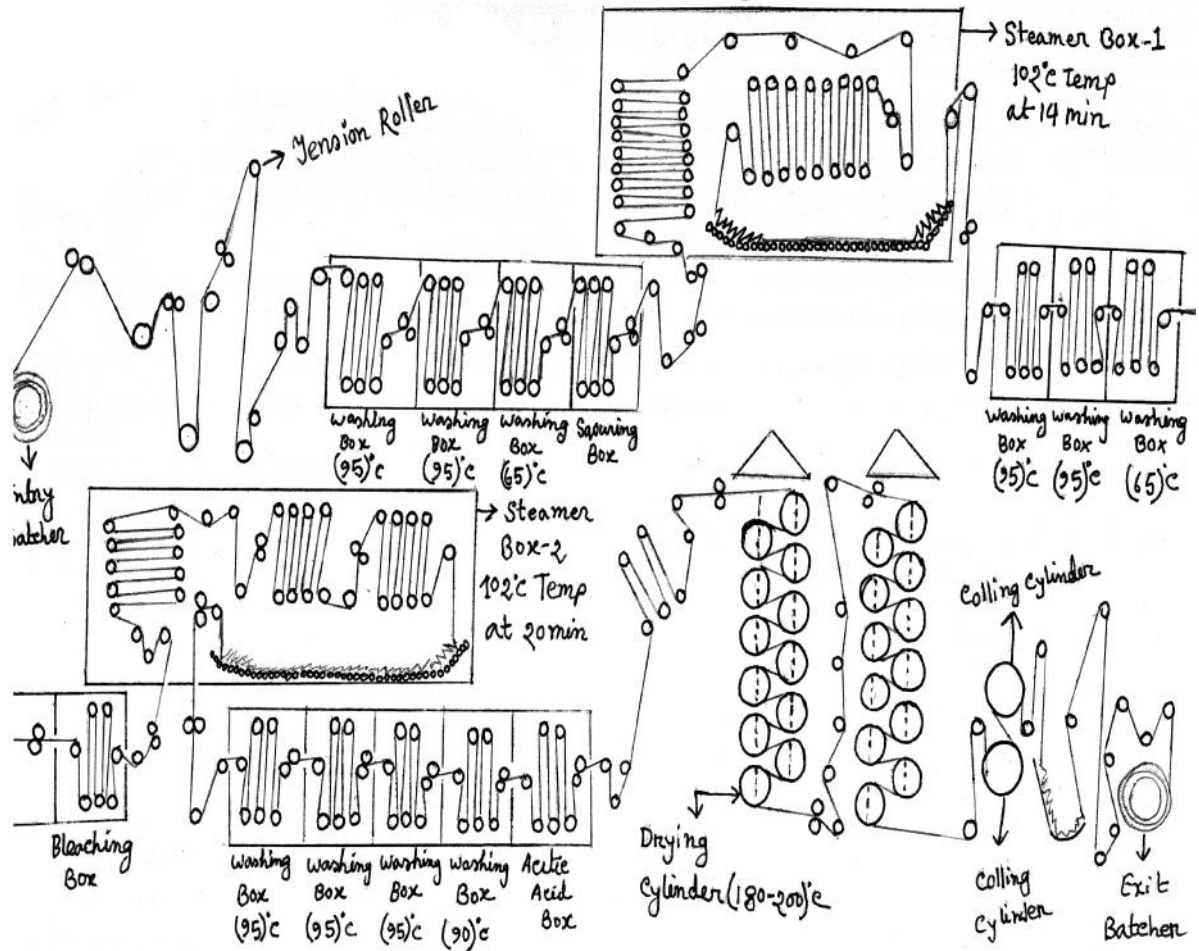 Tension Roller
Steamer Box-1
102°C Temp
at 14 min
Washing
Box
(95)°C
Washing
Box
(95)°C
Washing
Box
(65)°C
Sqouring
Box
Washing
Box
(95)°C
Washing
Box
(95)°C
Washing
Box
(65)°C
ntry
atcher
Steamer
Box-2
102°C Temp
at 20min
Bleaching
Box
Washing
Box
(95)°C
Washing
Box
(95)°C
Washing
Box
(95)°C
Washing
Box
(90)°C
Acetic
Acid
Box
Drying
Cylinder(180-200)°C
Colling Cylinder
Colling
Cylinder
Exit
Batcher